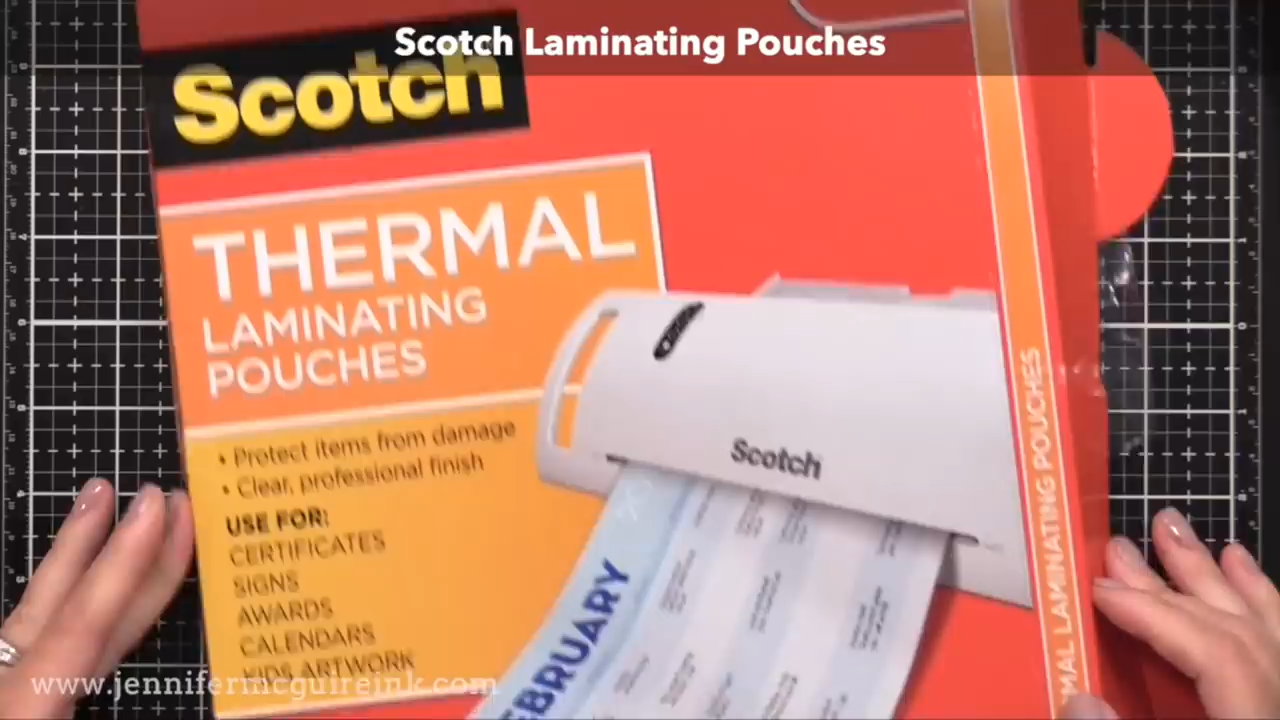 Scotch Laminating Pouches
Scotch
THERMAL
LAMINATING
POUCHES
• Protect items from damage
• Clear, professional finish
USE FOR:
CERTIFICATES
SIGNS
AWARDS
CALENDARS
KIDS ARTWORK
Scotch
EBRUARY
MAL LAMINATING POUCHES
www.jennifermcguireink.com